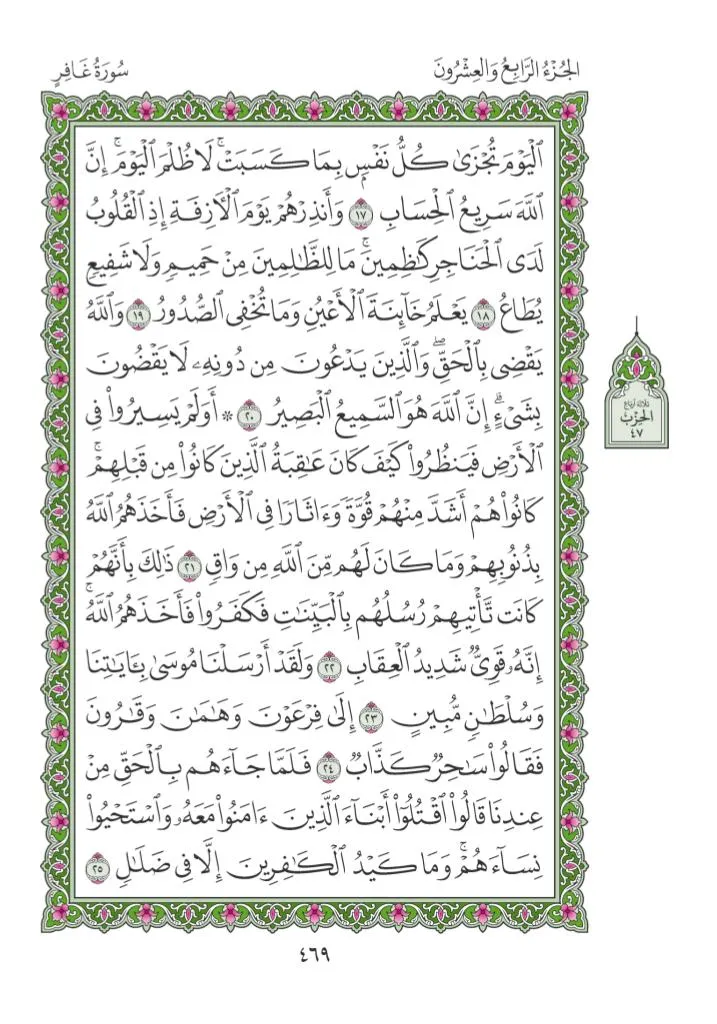 الجُزْءُ الرَّابِعُ وَالعِشْرُونَ
سُورَةُ غَافِرٍ
ٱلۡيَوۡمَ تُجۡزَىٰ كُلُّ نَفۡسِۭ بِمَا كَسَبَتۡۚ لَا ظُلۡمَ ٱلۡيَوۡمَۚ إِنَّ
ٱللَّهَ سَرِيعُ ٱلۡحِسَابِ ١٧ وَأَنذِرۡهُمۡ يَوۡمَ ٱلۡأٓزِفَةِ إِذِ ٱلۡقُلُوبُ
لَدَى ٱلۡحَنَاجِرِ كَٰظِمِينَۚ مَا لِلظَّٰلِمِينَ مِنۡ حَمِيمٖ وَلَا شَفِيعٖ
يُطَاعُ ١٨ يَعۡلَمُ خَآئِنَةَ ٱلۡأَعۡيُنِ وَمَا تُخۡفِي ٱلصُّدُورُ ١٩ وَٱللَّهُ
يَقۡضِي بِٱلۡحَقِّۖ وَٱلَّذِينَ يَدۡعُونَ مِن دُونِهِۦ لَا يَقۡضُونَ
بِشَيۡءٍۗ إِنَّ ٱللَّهَ هُوَ ٱلسَّمِيعُ ٱلۡبَصِيرُ ٢٠ * أَوَلَمۡ يَسِيرُواْ فِي
ٱلۡأَرۡضِ فَيَنظُرُواْ كَيۡفَ كَانَ عَٰقِبَةُ ٱلَّذِينَ كَانُواْ مِن قَبۡلِهِمۡۚ
كَانُواْ هُمۡ أَشَدَّ مِنۡهُمۡ قُوَّةٗ وَءَاثَارٗا فِي ٱلۡأَرۡضِ فَأَخَذَهُمُ ٱللَّهُ
بِذُنُوبِهِمۡ وَمَا كَانَ لَهُم مِّنَ ٱللَّهِ مِن وَاقٖ ٢١ ذَٰلِكَ بِأَنَّهُمۡ
كَانَت تَّأۡتِيهِمۡ رُسُلُهُم بِٱلۡبَيِّنَٰتِ فَكَفَرُواْ فَأَخَذَهُمُ ٱللَّهُۚ
إِنَّهُۥ قَوِيّٞ شَدِيدُ ٱلۡعِقَابِ ٢٢ وَلَقَدۡ أَرۡسَلۡنَا مُوسَىٰ بِـَٔايَٰتِنَا
وَسُلۡطَٰنٖ مُّبِينٍ ٢٣ إِلَىٰ فِرۡعَوۡنَ وَهَٰمَٰنَ وَقَٰرُونَ
فَقَالُواْ سَٰحِرٞ كَذَّابٞ ٢٤ فَلَمَّا جَآءَهُم بِٱلۡحَقِّ مِنۡ
عِندِنَا قَالُواْ ٱقۡتُلُوٓاْ أَبۡنَآءَ ٱلَّذِينَ ءَامَنُواْ مَعَهُۥ وَٱسۡتَحۡيُواْ
نِسَآءَهُمۡۚ وَمَا كَيۡدُ ٱلۡكَٰفِرِينَ إِلَّا فِي ضَلَٰلٖ ٢٥
ثلاثة أرباع
الحِزْبُ
٤٧
٤٦٩